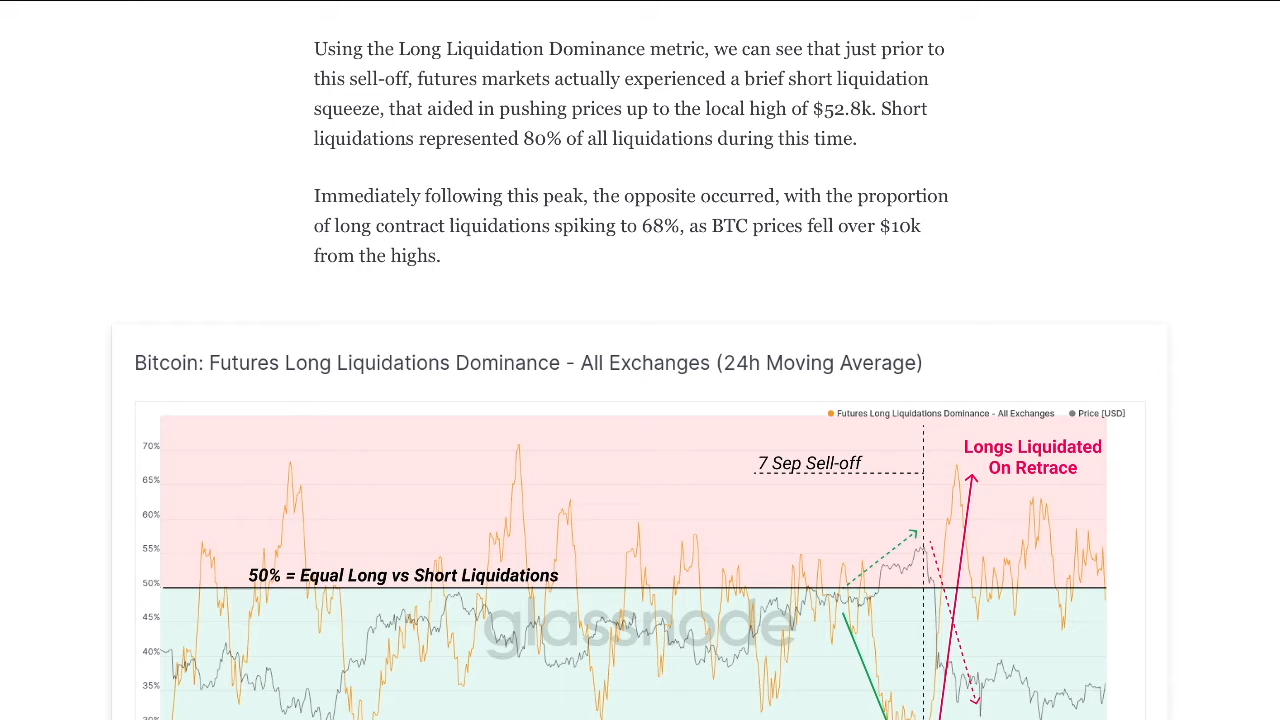 Using the Long Liquidation Dominance metric, we can see that just prior to
this sell-off, futures markets actually experienced a brief short liquidation
squeeze, that aided in pushing prices up to the local high of $52.8k. Short
liquidations represented 80% of all liquidations during this time.
Immediately following this peak, the opposite occurred, with the proportion
of long contract liquidations spiking to 68%, as BTC prices fell over $10k
from the highs.
Bitcoin: Futures Long Liquidations Dominance - All Exchanges (24h Moving Average)
Futures Long Liquidations Dominance - All Exchanges Price [USD]
Longs Liquidated
On Retrace
7 Sep Sell-off
70%
65%
60%
55%
50% = Equal Long vs Short Liquidations
50%
glassnode
45%
40%
35%
30%